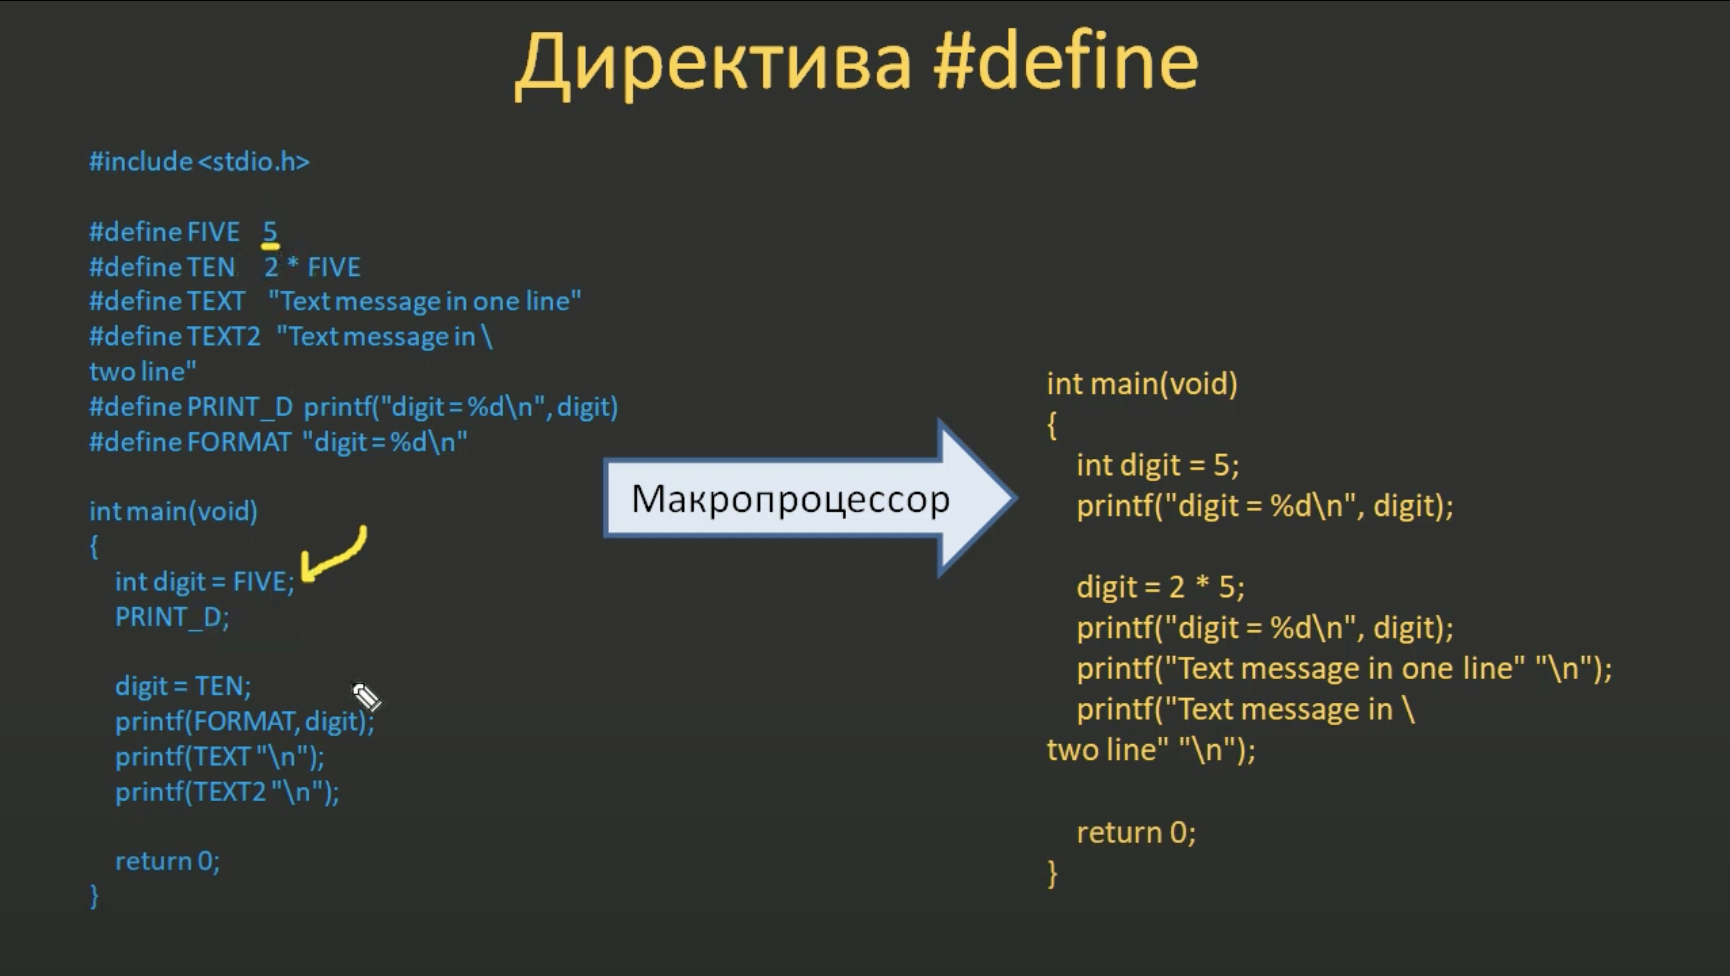 Директива #define
#include <stdio.h>
#define FIVE 5
#define TEN 2 * FIVE
#define TEXT "Text message in one line"
#define TEXT2 "Text message in \
two line"
#define PRINT_D printf("digit = %d\n", digit)
#define FORMAT "digit = %d\n"
int main(void)
{
int digit = FIVE;
PRINT_D;
digit = TEN;
printf(FORMAT, digit);
printf(TEXT "\n");
printf(TEXT2 "\n");
return 0;
}
Макропроцессор
int main(void)
{
int digit = 5;
printf("digit = %d\n", digit);
digit = 2 * 5;
printf("digit = %d\n", digit);
printf("Text message in one line" "\n");
printf("Text message in \
two line" "\n");
return 0;
}